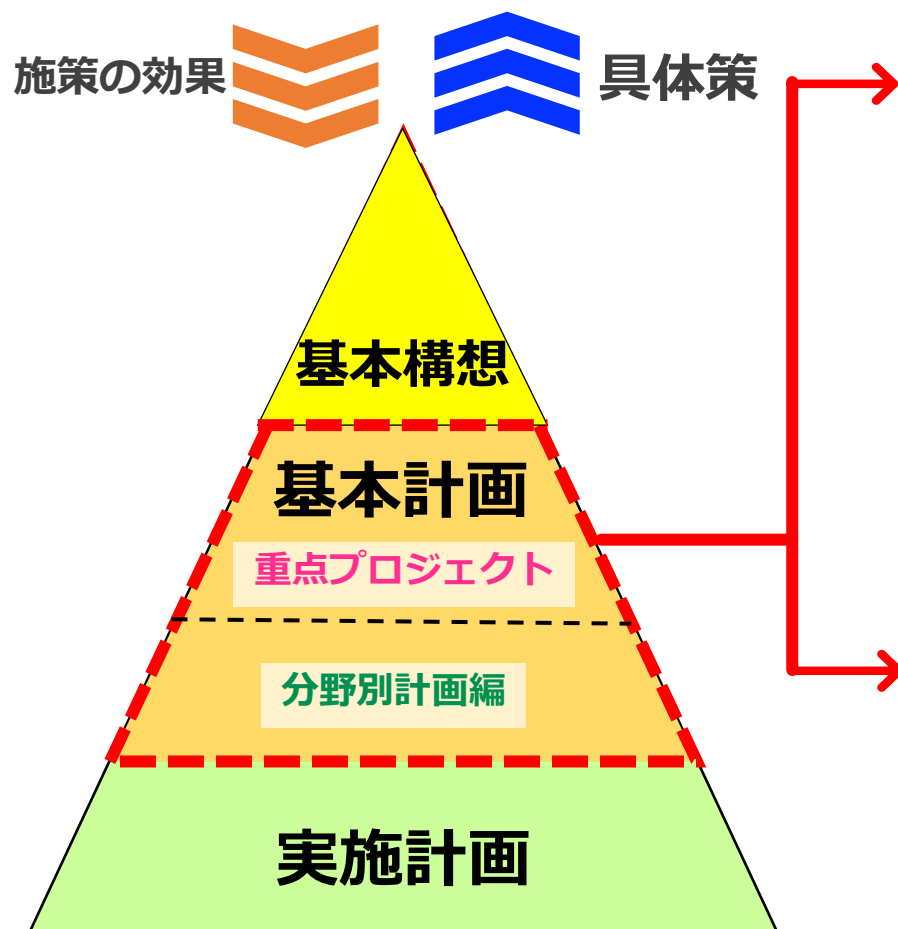 施策の効果
具体策
基本構想
基本計画
重点プロジェクト
分野別計画編
実施計画